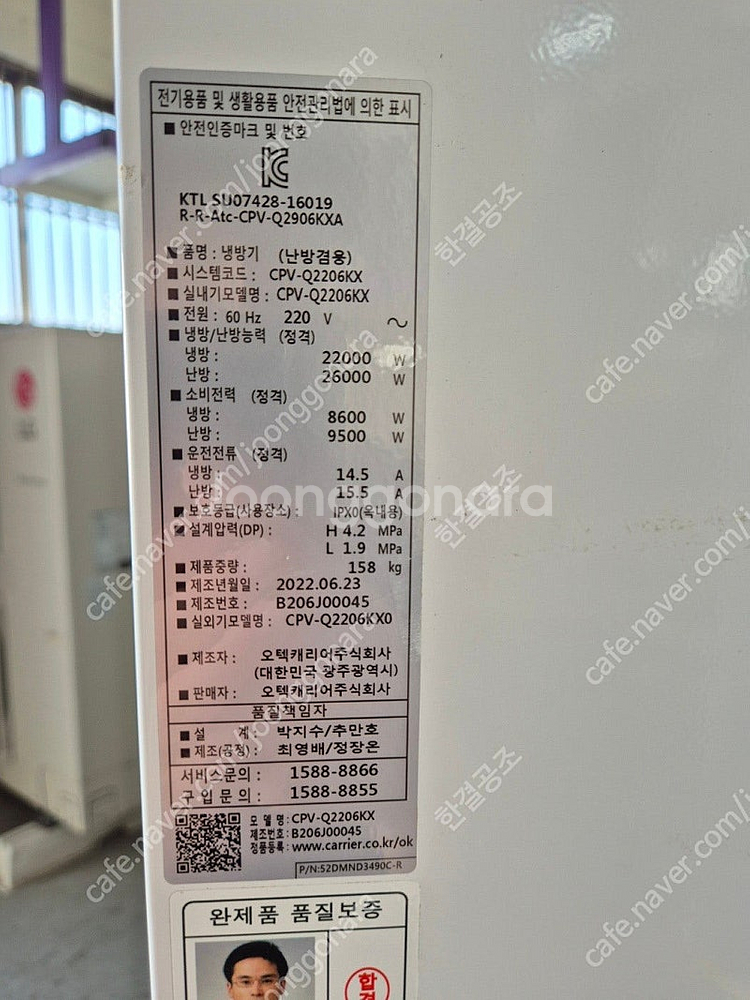 전기용품 및 생활용품 안전관리법에 의한 표시
■ 안전인증마크 및 번호
KTL SU07428-16019
R-R-Atc-CPV-Q2906KXA
■ 품명 : 냉방기 (난방겸용)
■ 시스템코드 : CPV-Q2206KX
■ 실내기모델명 : CPV-Q2206KX
■ 전원 : 60 Hz 220 V ~
■ 냉방/난방능력 (정격)
냉방 : 22000 W
난방 : 26000 W
■ 소비전력 (정격)
냉방 : 8600 W
난방 : 9500 W
■ 운전전류 (정격)
냉방 : 14.5 A
난방 : 15.5 A
■ 보호등급(사용장소) : IPX0(옥내용)
■ 설계압력(DP) : H 4.2 MPa
L 1.9 MPa
■ 제품중량 : 158 kg
■ 제조년월일 : 2022.06.23
■ 제조번호 : B206J00045
■ 실외기모델명 : CPV-Q2206KX0
■ 제조자 : 오텍캐리어주식회사
(대한민국 광주광역시)
■ 판매자 : 오텍캐리어주식회사
품질책임자
■ 설 계 : 박지수/추만호
■ 제조(공정) : 최영배/정장온
서비스문의 : 1588-8866
구입문의 : 1588-8855
모델명 : CPV-Q2206KX
제조번호 : B206J00045
정품등록 : www.carrier.co.kr/ok
P/N:52DMND3490C-R
완제품 품질보증
합격
joonggonara
cafe.naver.com/joonggonara
한결공조